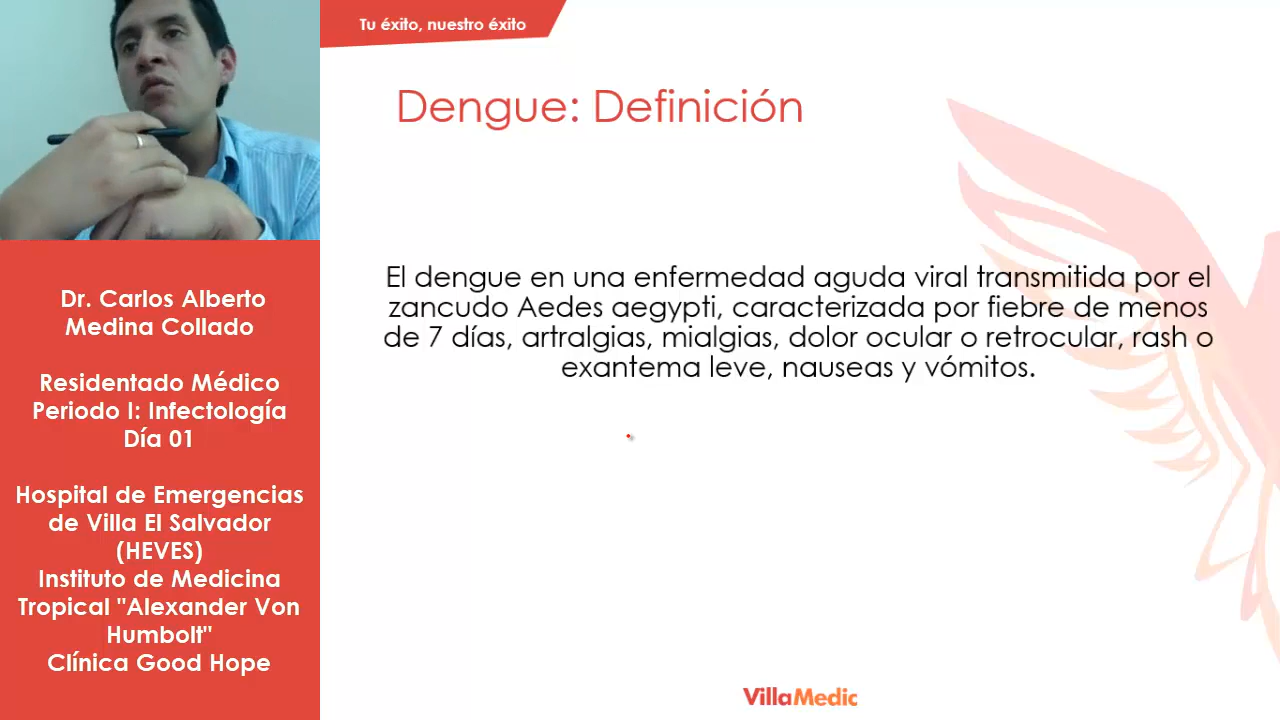 Tu éxito, nuestro éxito
Dengue: Definición
El dengue en una enfermedad aguda viral transmitida por el
zancudo Aedes aegypti, caracterizada por fiebre de menos
de 7 días, artralgias, mialgias, dolor ocular o retrocular, rash o
exantema leve, nauseas y vómitos.
Dr. Carlos Alberto
Medina Collado
Residentado Médico
Periodo I: Infectología
Día 01
Hospital de Emergencias
de Villa El Salvador
(HEVES)
Instituto de Medicina
Tropical "Alexander Von
Humbolt"
Clínica Good Hope
VillaMedic